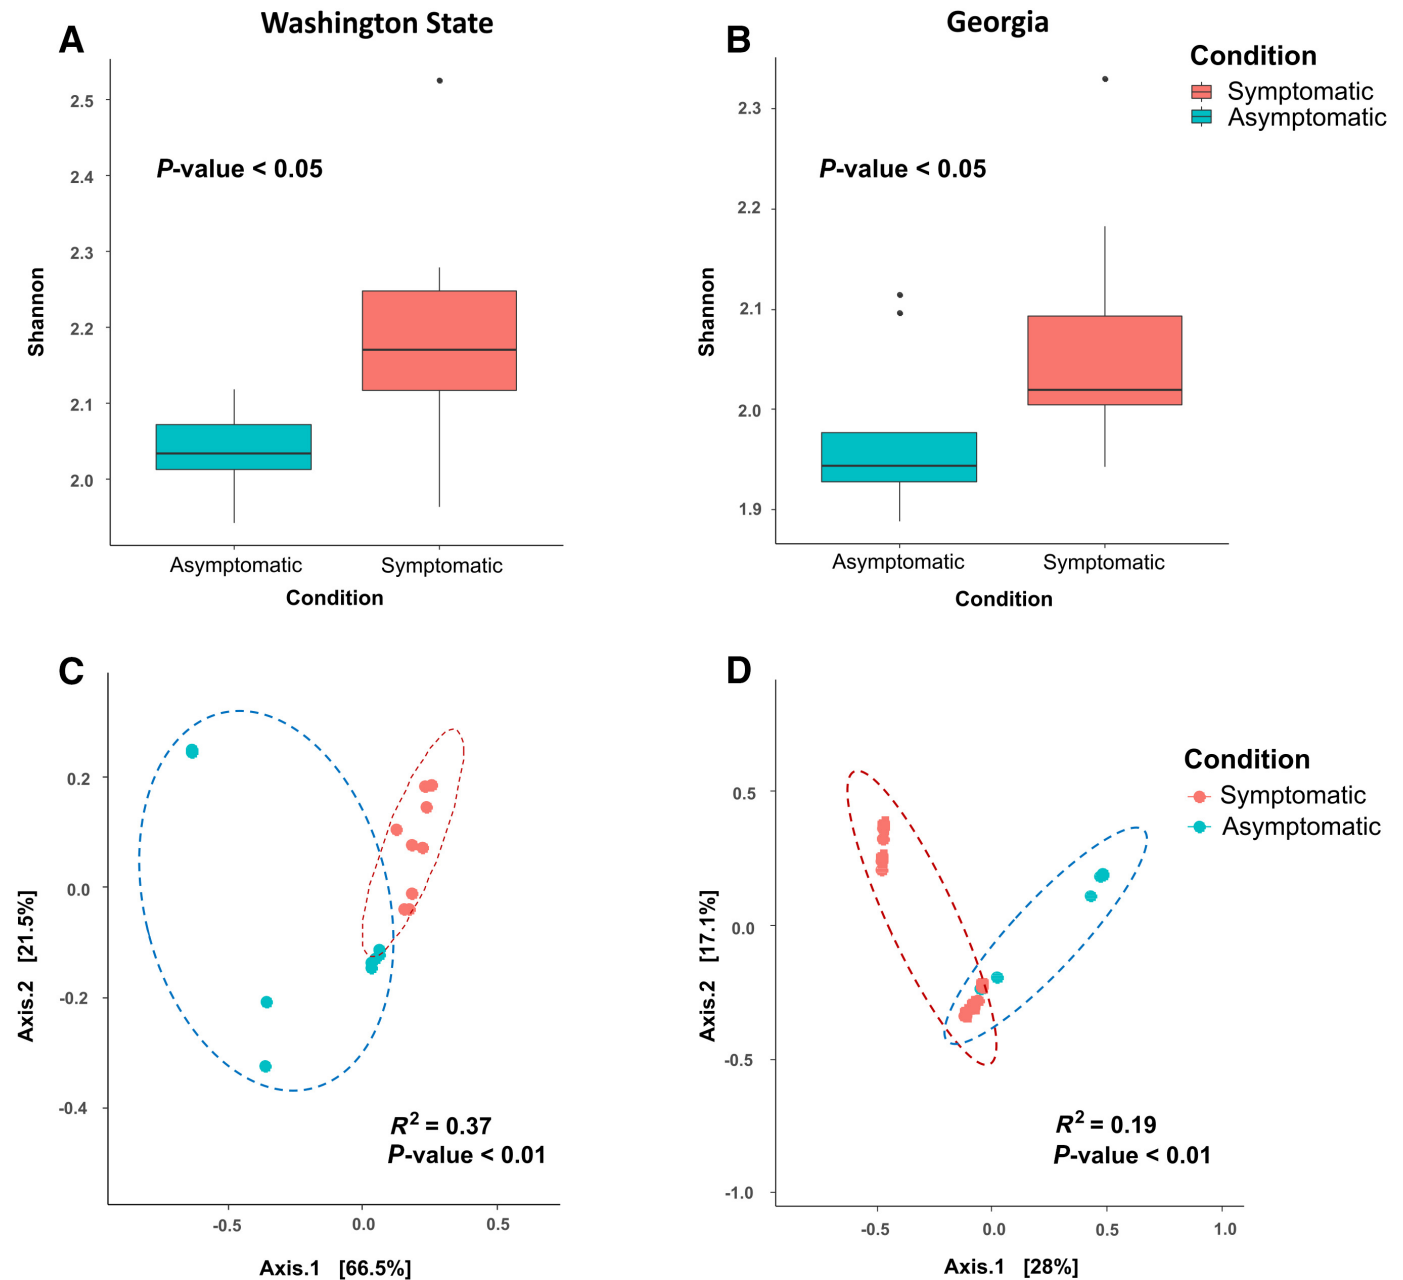 Washington State
Georgia
A
B
Condition
Symptomatic
Asymptomatic
2.5
2.4
2.3
2.2
2.1
2.0
Shannon
P-value < 0.05
Asymptomatic
Symptomatic
Condition
2.3
2.2
2.1
2.0
1.9
Shannon
P-value < 0.05
Asymptomatic
Symptomatic
Condition
C
0.2
0.0
-0.2
-0.4
Axis.2 [21.5%]
R2 = 0.37
P-value < 0.01
-0.5
0.0
0.5
Axis.1 [66.5%]
D
0.5
0.0
-0.5
-1.0
Axis.2 [17.1%]
Condition
Symptomatic
Asymptomatic
R2 = 0.19
P-value < 0.01
-0.5
0.0
0.5
1.0
Axis.1 [28%]